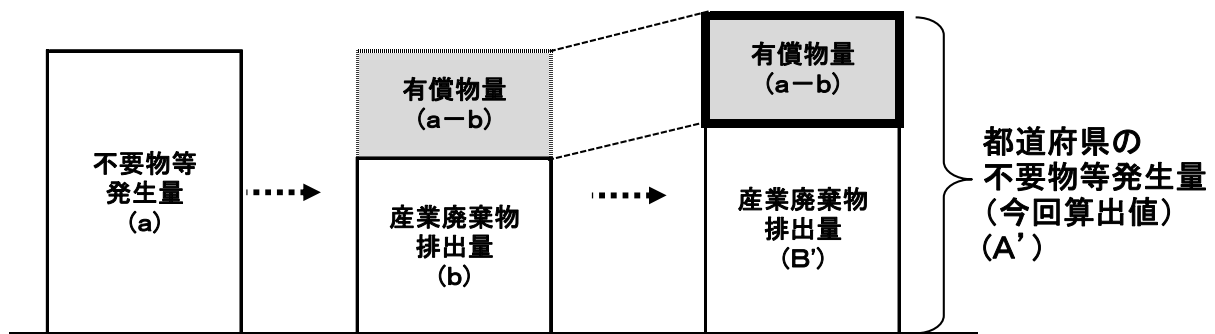 不要物等
発生量
(a)
有償物量
(a－b)
産業廃棄物
排出量
(b)
有償物量
(a－b)
産業廃棄物
排出量
(B')
都道府県の
不要物等発生量
（今回算出値）
(A’)